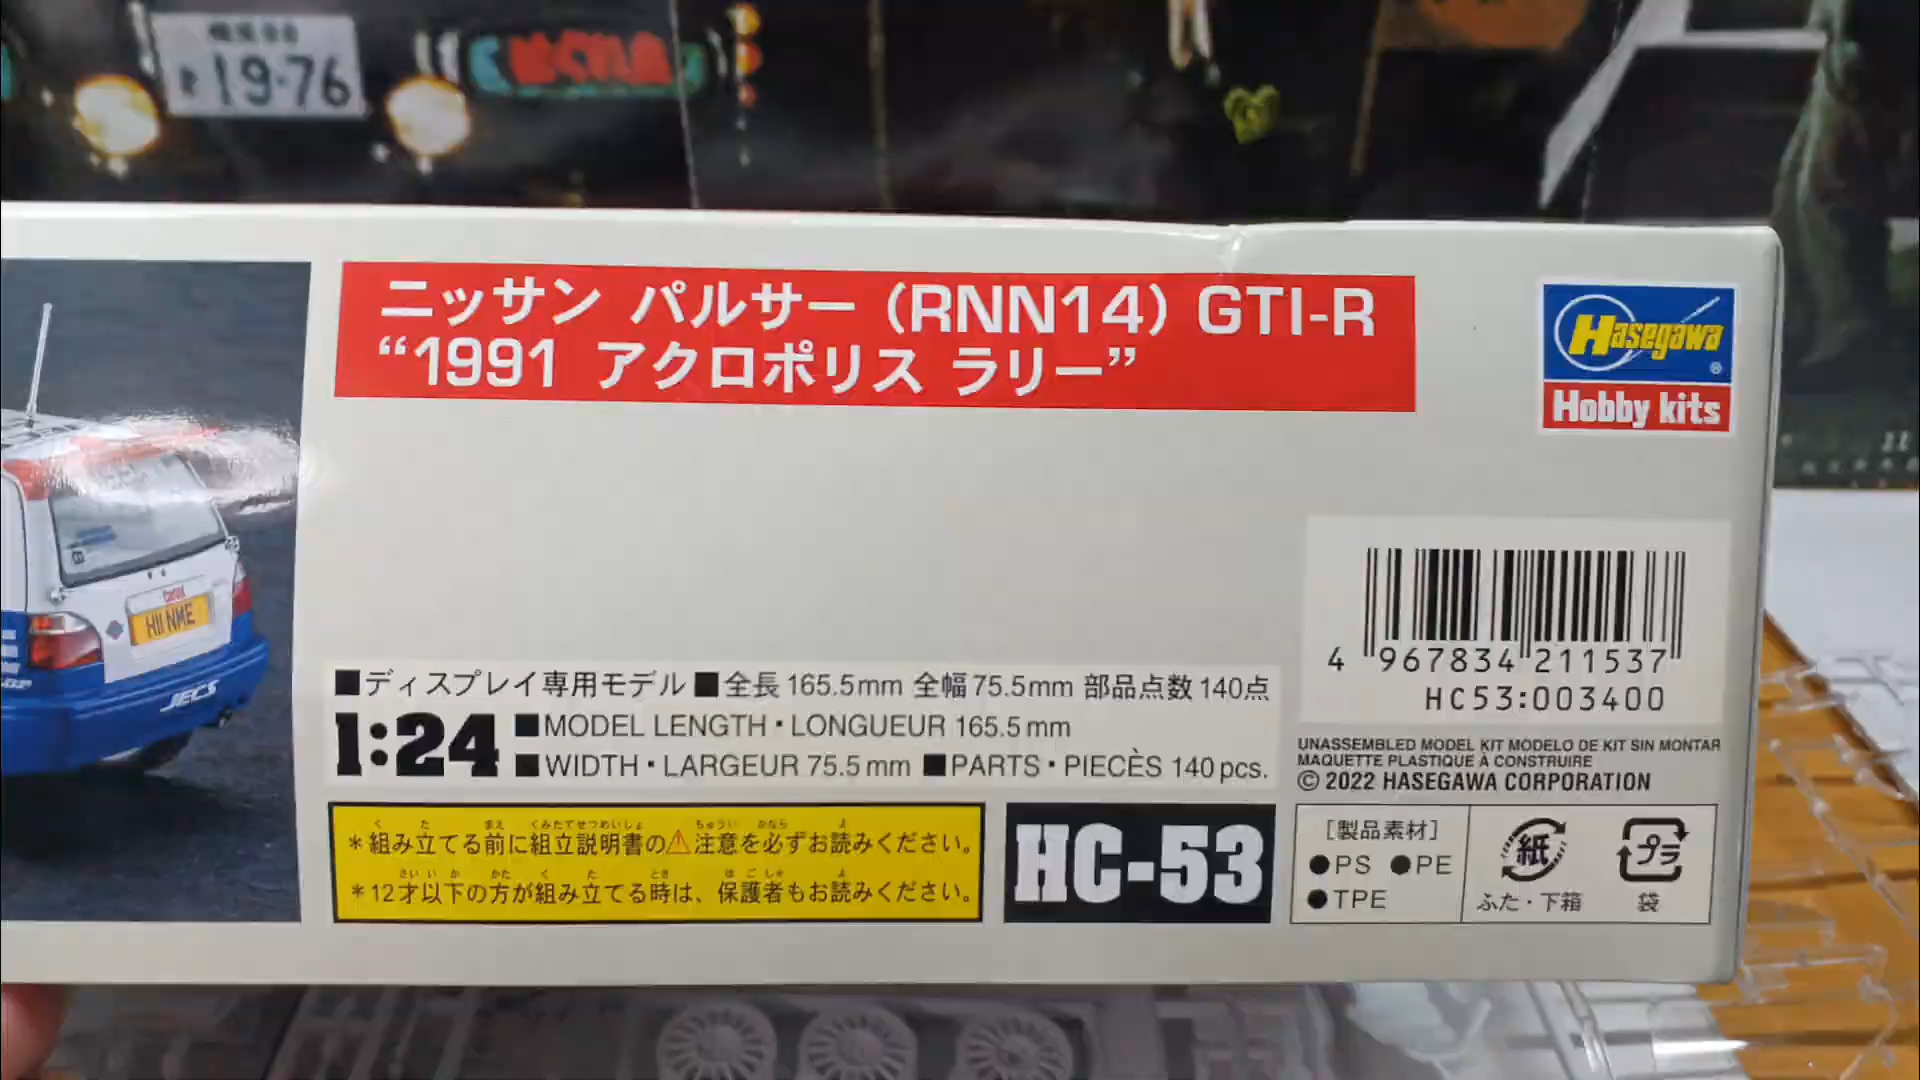 19-76
ニッサン パルサー (RNN14) GTI-R
“1991 アクロポリス ラリー”
Hasegawa®
Hobby kits
H11 NME
JECS
4 967834 211537
HC53:003400
■ディスプレイ専用モデル ■全長 165.5mm 全幅 75.5mm 部品点数 140点
1:24
■MODEL LENGTH・LONGUEUR 165.5mm
■WIDTH・LARGEUR 75.5mm ■PARTS・PIECÈS 140pcs.
UNASSEMBLED MODEL KIT MODELO DE KIT SIN MONTAR
MAQUETTE PLASTIQUE À CONSTRUIRE
© 2022 HASEGAWA CORPORATION
*組み立てる前に組立説明書の⚠注意を必ずお読みください。
*12才以下の方が組み立てる時は、保護者もお読みください。
HC-53
[製品素材]
●PS ●PE
●TPE
紙
ふた・下箱
プラ
袋